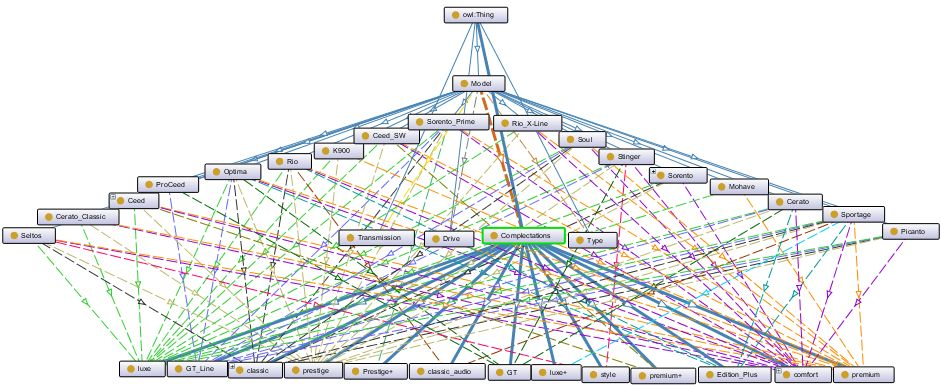 owl:Thing
Model
Sorento_Prime
Rio_X-Line
Ceed_SW
Soul
K900
Stinger
Rio
Optima
Sorento
ProCeed
Mohave
Ceed
Cerato
Cerato_Classic
Sportage
Seltos
Transmission
Drive
Complectations
Type
Picanto
luxe
GT_Line
classic
prestige
Prestige+
classic_audio
GT
luxe+
style
premium+
Edition_Plus
comfort
premium